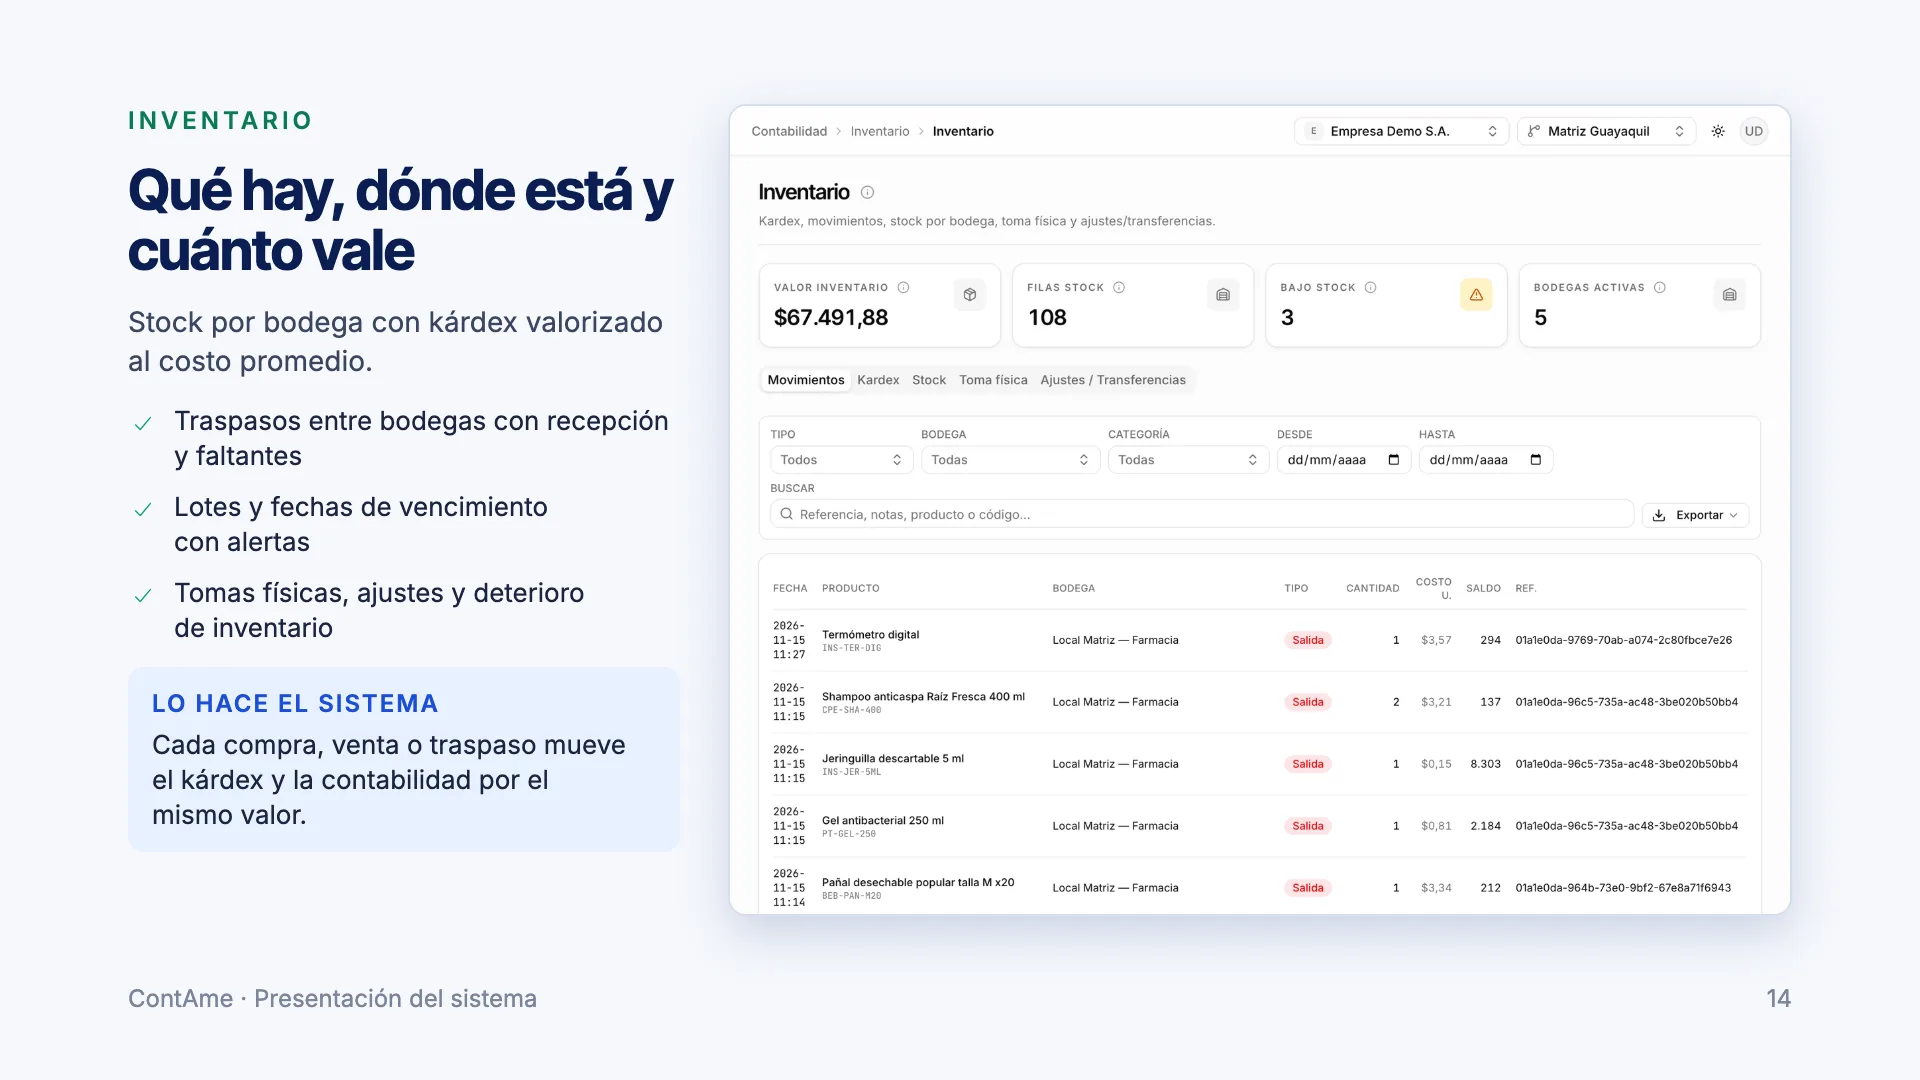 INVENTARIO
Qué hay, dónde está y
cuánto vale
Stock por bodega con kárdex valorizado
al costo promedio.
Traspasos entre bodegas con recepción
y faltantes
Lotes y fechas de vencimiento
con alertas
Tomas físicas, ajustes y deterioro
de inventario
LO HACE EL SISTEMA
Cada compra, venta o traspaso mueve
el kárdex y la contabilidad por el
mismo valor.
Contabilidad > Inventario > Inventario
E Empresa Demo S.A. Matriz Guayaquil UD
Inventario
Kardex, movimientos, stock por bodega, toma física y ajustes/transferencias.
VALOR INVENTARIO
$67.491,88
FILAS STOCK
108
BAJO STOCK
3
BODEGAS ACTIVAS
5
Movimientos Kardex Stock Toma física Ajustes / Transferencias
TIPO BODEGA CATEGORÍA DESDE HASTA
Todos Todas Todas dd/mm/aaaa dd/mm/aaaa
BUSCAR
Referencia, notas, producto o código... Exportar
FECHA PRODUCTO BODEGA TIPO CANTIDAD COSTO U. SALDO REF.
2026-11-15 11:27 Termómetro digital INS-TER-DIG Local Matriz — Farmacia Salida 1 $3,57 294 01a1e0da-9769-70ab-a074-2c80fbce7e26
2026-11-15 11:15 Shampoo anticaspa Raíz Fresca 400 ml CPE-SHA-400 Local Matriz — Farmacia Salida 2 $3,21 137 01a1e0da-96c5-735a-ac48-3be020b50bb4
2026-11-15 11:15 Jeringuilla descartable 5 ml INS-JER-5ML Local Matriz — Farmacia Salida 1 $0,15 8.303 01a1e0da-96c5-735a-ac48-3be020b50bb4
2026-11-15 11:15 Gel antibacterial 250 ml PT-GEL-250 Local Matriz — Farmacia Salida 1 $0,81 2.184 01a1e0da-96c5-735a-ac48-3be020b50bb4
2026-11-15 11:14 Pañal desechable popular talla M x20 BEB-PAN-M20 Local Matriz — Farmacia Salida 1 $3,34 212 01a1e0da-964b-73e0-9bf2-67e8a71f6943
ContAme · Presentación del sistema
14